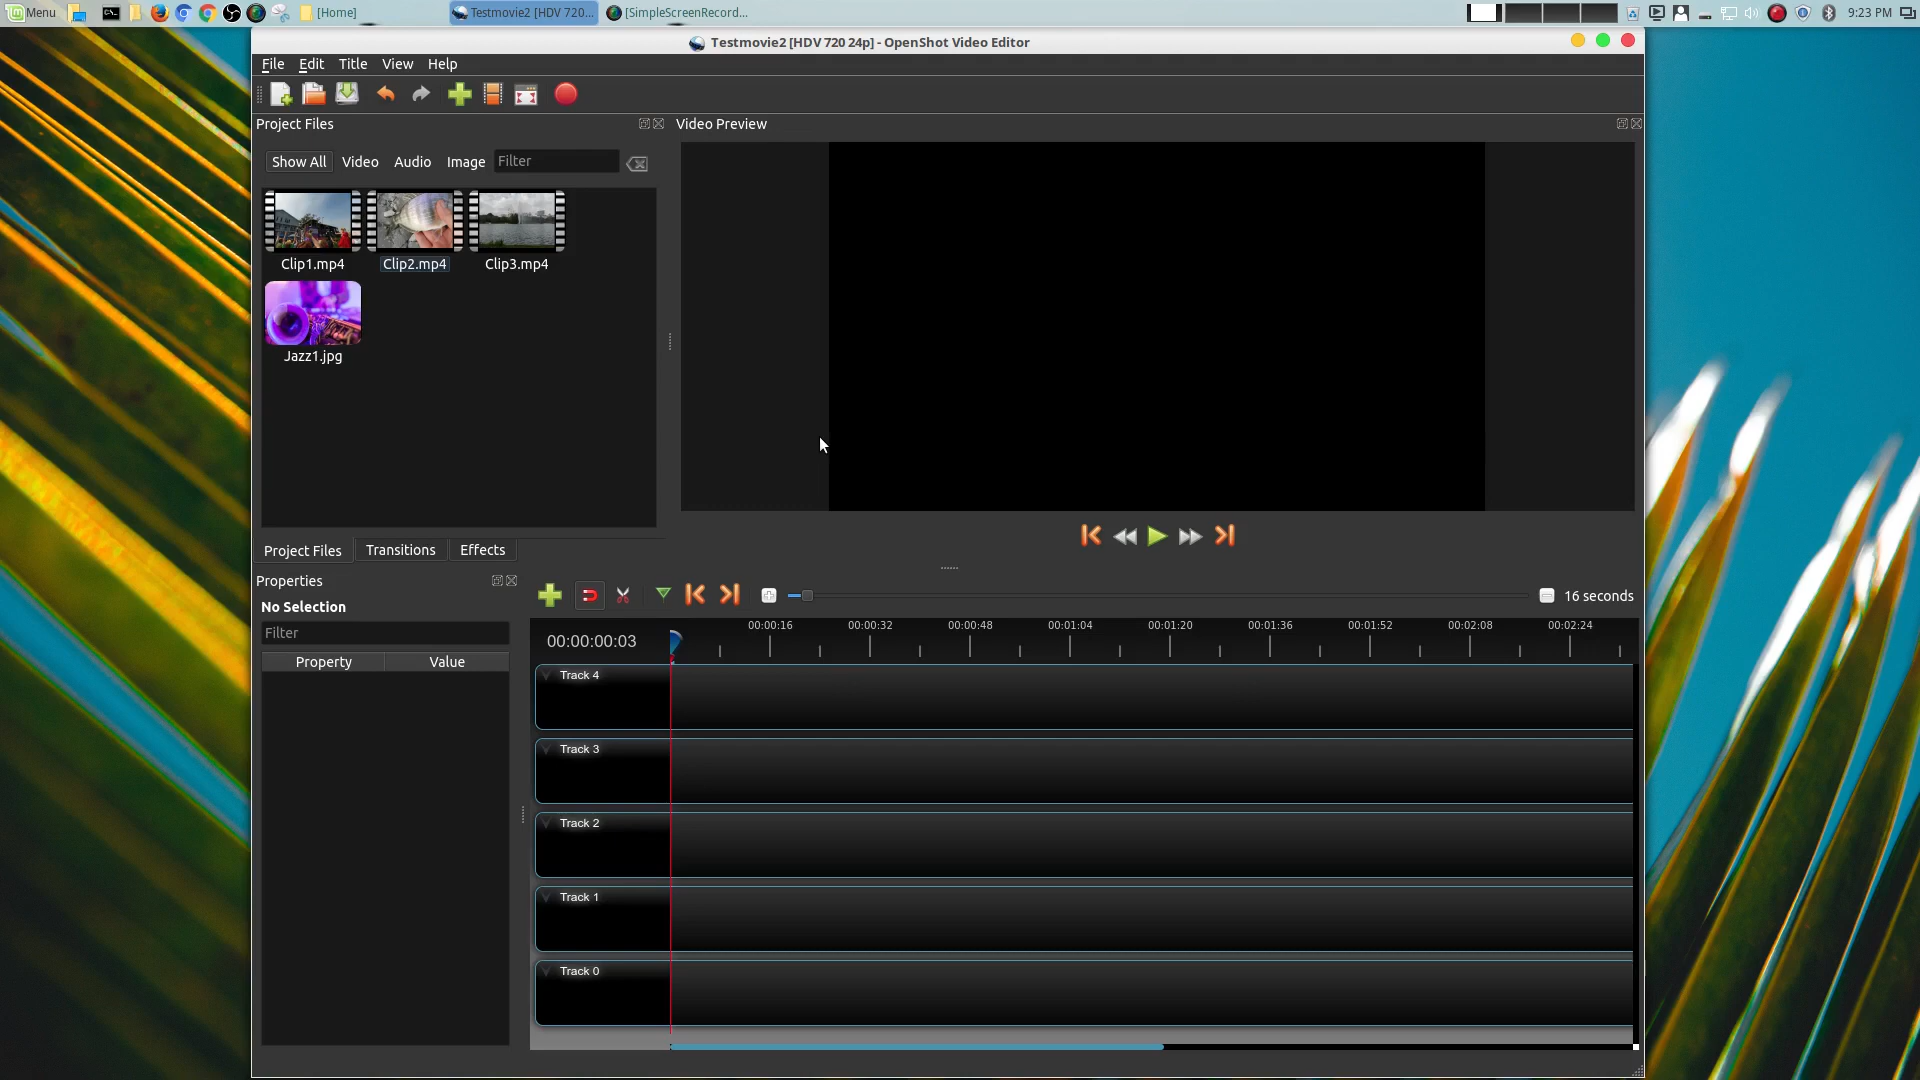 Menu
[Home]
Testmovie2 [HDV 720...
[SimpleScreenRecord...
9:23 PM
Testmovie2 [HDV 720 24p] - OpenShot Video Editor
File Edit Title View Help
Project Files
Video Preview
Show All Video Audio Image Filter
Clip1.mp4 Clip2.mp4 Clip3.mp4
Jazz1.jpg
Project Files Transitions Effects
Properties
No Selection
Filter
Property Value
16 seconds
00:00:00:03
00:00:16 00:00:32 00:00:48 00:01:04 00:01:20 00:01:36 00:01:52 00:02:08 00:02:24
Track 4
Track 3
Track 2
Track 1
Track 0